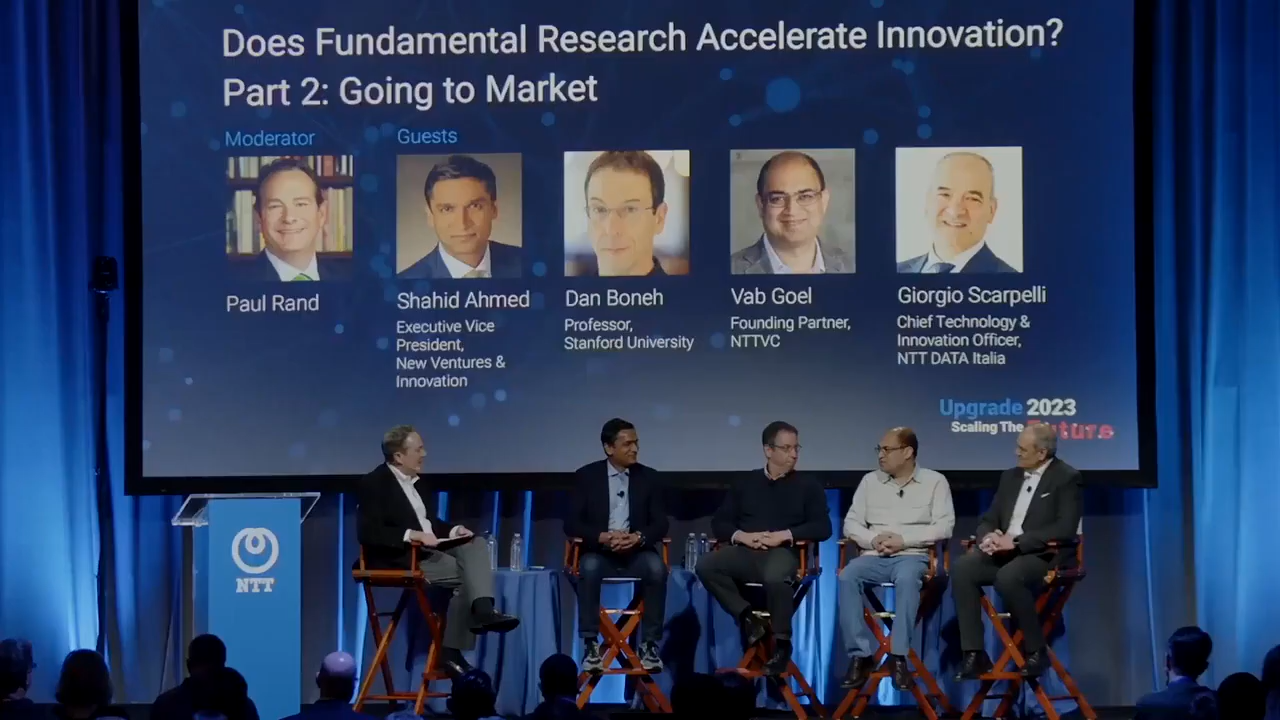 Does Fundamental Research Accelerate Innovation?
Part 2: Going to Market
Moderator
Guests
Paul Rand
Shahid Ahmed
Executive Vice
President,
New Ventures &
Innovation
Dan Boneh
Professor,
Stanford University
Vab Goel
Founding Partner,
NTTVC
Giorgio Scarpelli
Chief Technology &
Innovation Officer,
NTT DATA Italia
Upgrade 2023
Scaling The Future
NTT